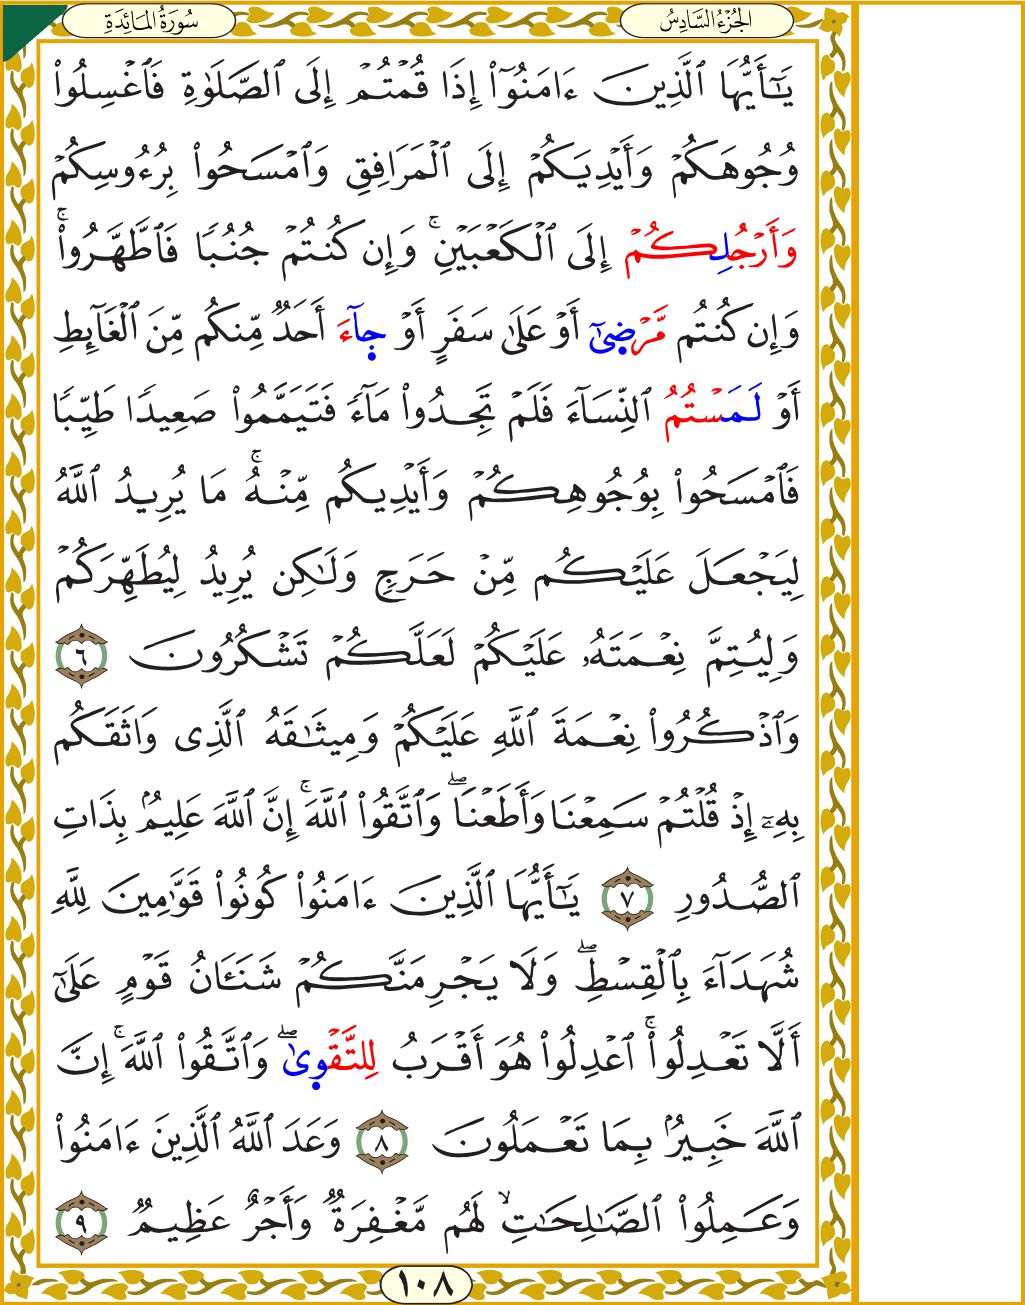 الجُزْءُ السَّادِسُ
سُورَةُ المَائِدَةِ
يَٰٓأَيُّهَا ٱلَّذِينَ ءَامَنُوٓا۟ إِذَا قُمْتُمْ إِلَى ٱلصَّلَوٰةِ فَٱغْسِلُوا۟
وُجُوهَكُمْ وَأَيْدِيَكُمْ إِلَى ٱلْمَرَافِقِ وَٱمْسَحُوا۟ بِرُءُوسِكُمْ
وَأَرْجُلِكُمْ إِلَى ٱلْكَعْبَيْنِ ۚ وَإِن كُنتُمْ جُنُبًا فَٱطَّهَّرُوا۟ ۚ
وَإِن كُنتُم مَّرْضِىٰٓ أَوْ عَلَىٰ سَفَرٍ أَوْ جِآءَ أَحَدٌ مِّنكُم مِّنَ ٱلْغَآئِطِ
أَوْ لَمَسْتُمُ ٱلنِّسَآءَ فَلَمْ تَجِدُوا۟ مَآءً فَتَيَمَّمُوا۟ صَعِيدًا طَيِّبًا
فَٱمْسَحُوا۟ بِوُجُوهِكُمْ وَأَيْدِيكُم مِّنْهُ ۚ مَا يُرِيدُ ٱللَّهُ
لِيَجْعَلَ عَلَيْكُم مِّنْ حَرَجٍ وَلَٰكِن يُرِيدُ لِيُطَهِّرَكُمْ
وَلِيُتِمَّ نِعْمَتَهُۥ عَلَيْكُمْ لَعَلَّكُمْ تَشْكُرُونَ ٦
وَٱذْكُرُوا۟ نِعْمَةَ ٱللَّهِ عَلَيْكُمْ وَمِيثَٰقَهُ ٱلَّذِى وَاثَقَكُم
بِهِۦٓ إِذْ قُلْتُمْ سَمِعْنَا وَأَطَعْنَا ۖ وَٱتَّقُوا۟ ٱللَّهَ ۚ إِنَّ ٱللَّهَ عَلِيمٌۢ بِذَاتِ
ٱلصُّدُورِ ٧ يَٰٓأَيُّهَا ٱلَّذِينَ ءَامَنُوا۟ كُونُوا۟ قَوَّٰمِينَ لِلَّهِ
شُهَدَآءَ بِٱلْقِسْطِ ۖ وَلَا يَجْرِمَنَّكُمْ شَنَـَٔانُ قَوْمٍ عَلَىٰٓ
أَلَّا تَعْدِلُوا۟ ۚ ٱعْدِلُوا۟ هُوَ أَقْرَبُ لِلتَّقْوِىٰ ۖ وَٱتَّقُوا۟ ٱللَّهَ ۚ إِنَّ
ٱللَّهَ خَبِيرٌۢ بِمَا تَعْمَلُونَ ٨ وَعَدَ ٱللَّهُ ٱلَّذِينَ ءَامَنُوا۟
وَعَمِلُوا۟ ٱلصَّٰلِحَٰتِ ۙ لَهُم مَّغْفِرَةٌ وَأَجْرٌ عَظِيمٌ ٩
١٠٨